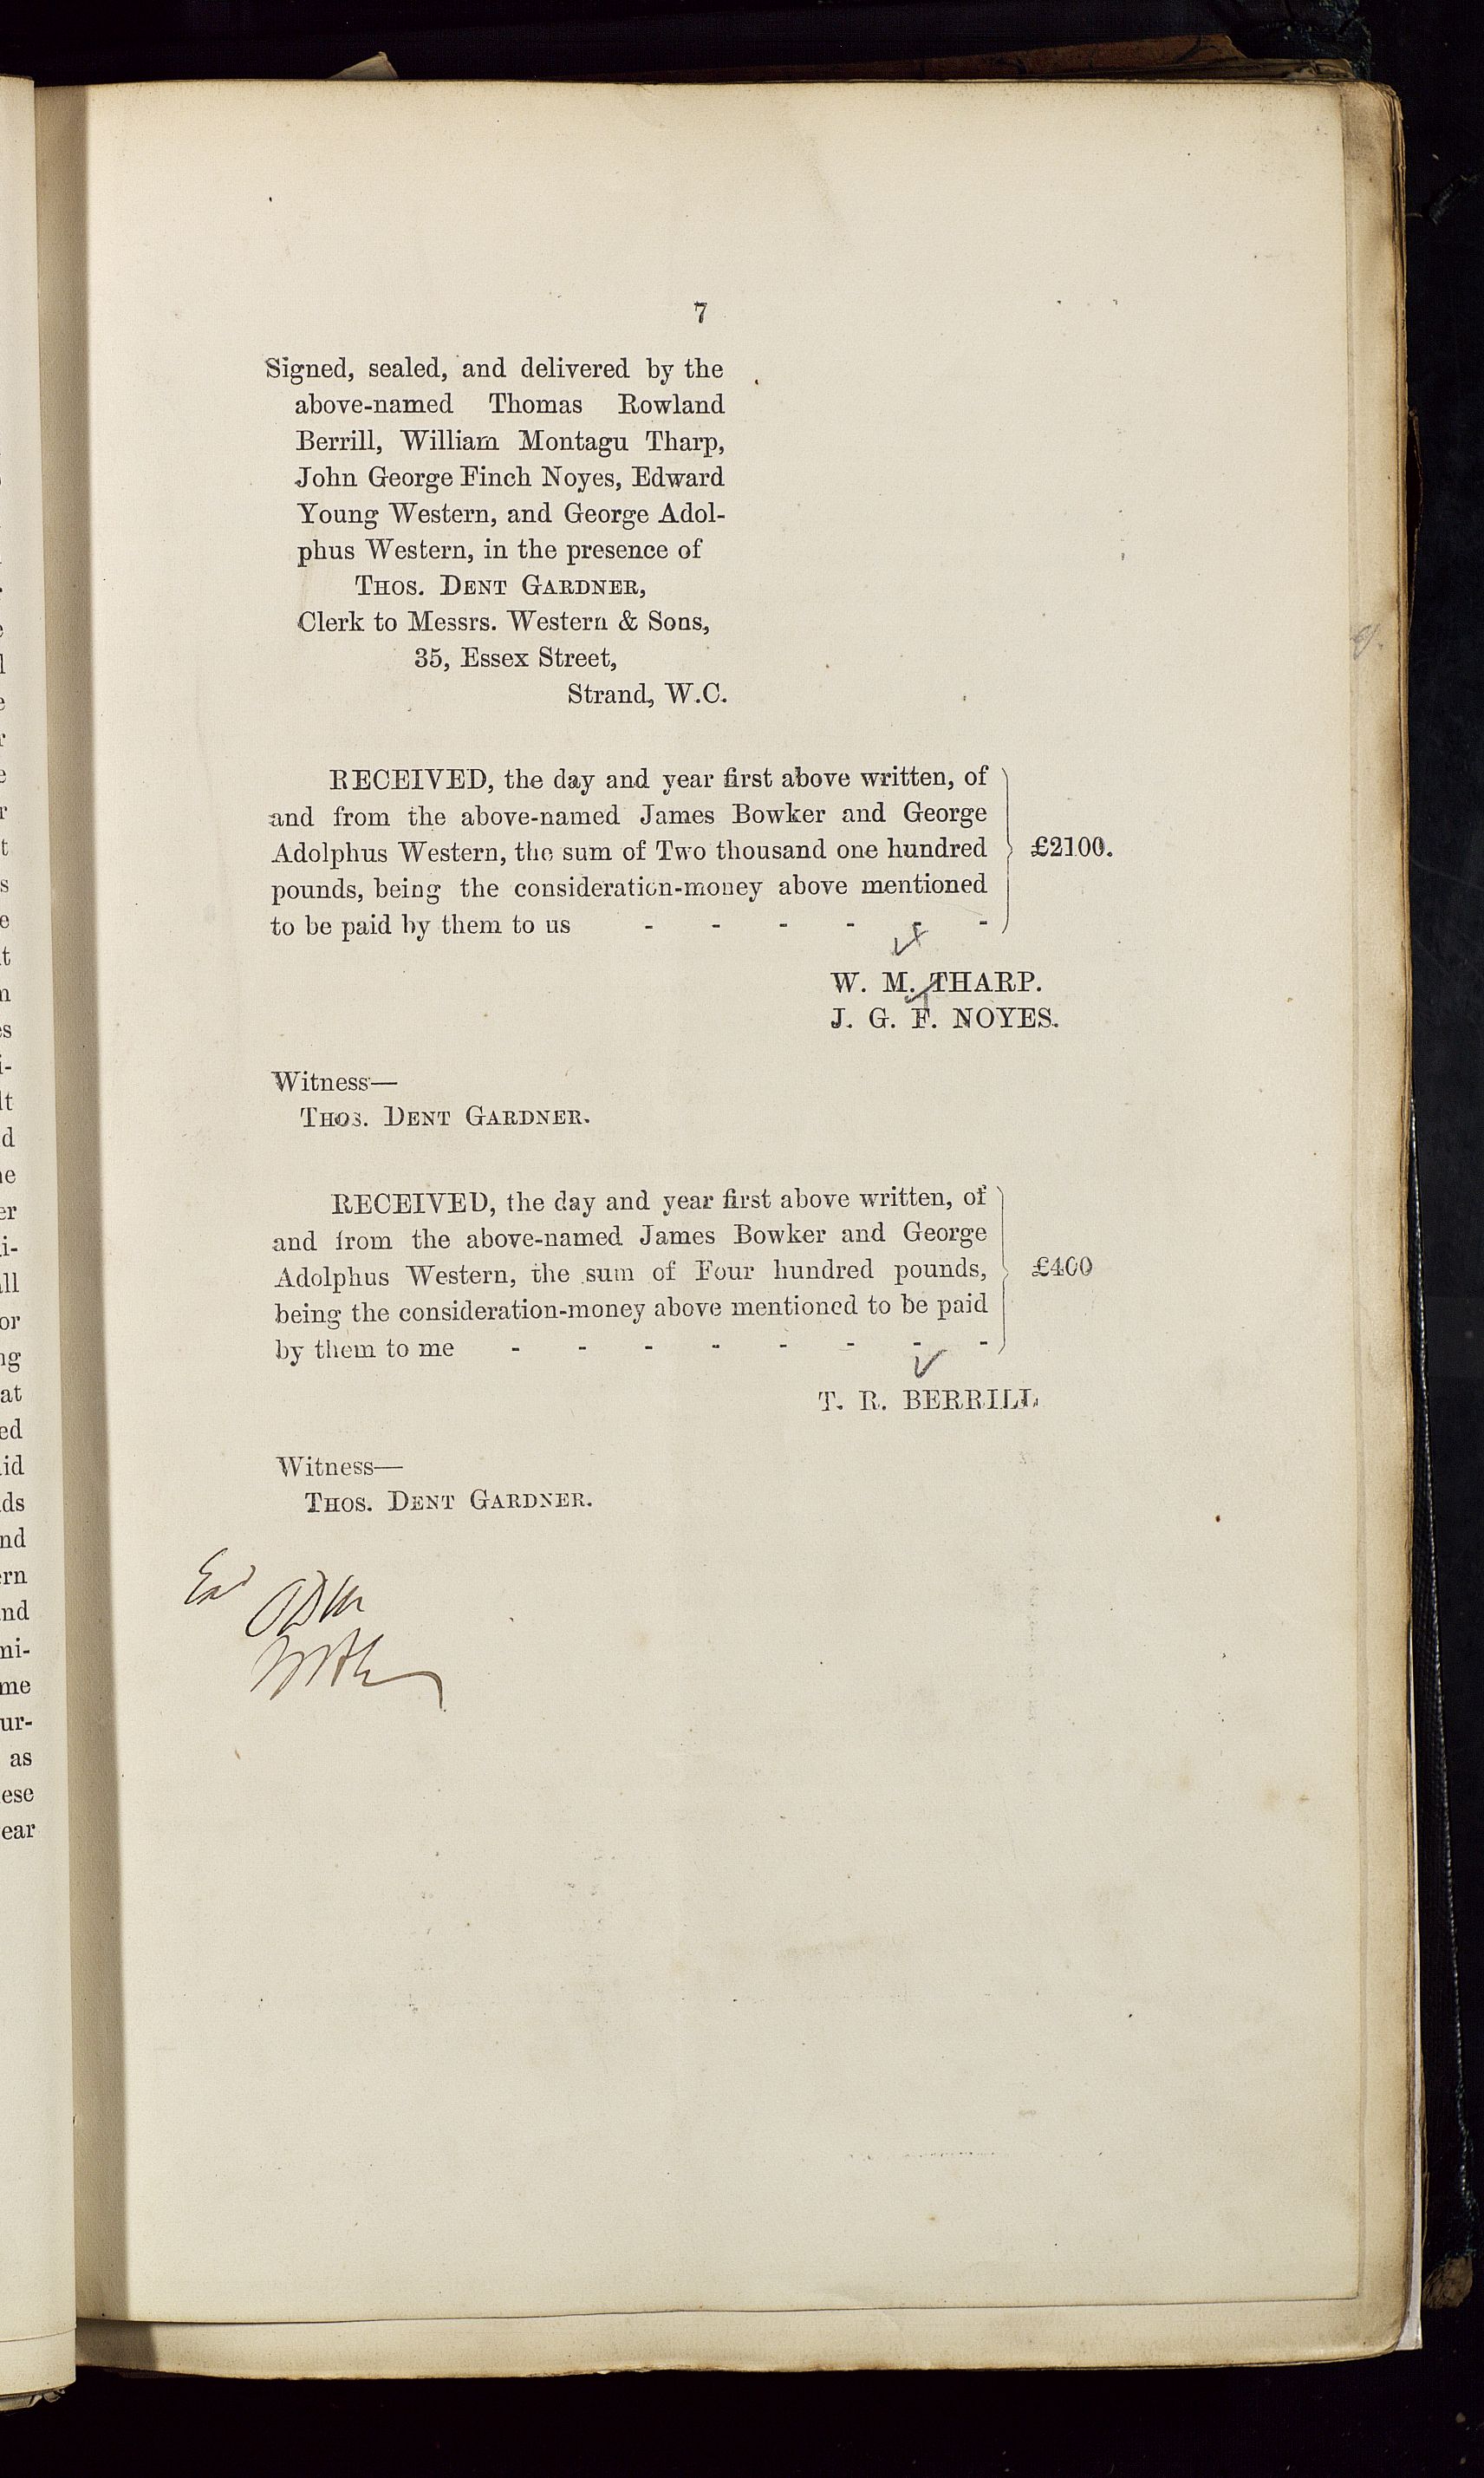 7
Signed, sealed, and delivered by the
above-named Thomas Rowland
Berrill, William Montagu Tharp,
John George Finch Noyes, Edward
Young Western, and George Adol-
phus Western, in the presence of
THOS. DENT GARDNER,
Clerk to Messrs. Western & Sons,
35, Essex Street,
Strand, W.C.
RECEIVED, the day and year first above written, of
and from the above-named James Bowker and George
Adolphus Western, the sum of Two thousand one hundred
£2100.
pounds, being the consideration-money above mentioned
to be paid by them to us - - - - - -
W. M. THARP.
J. G. F. NOYES.
Witness—
THOS. DENT GARDNER.
RECEIVED, the day and year first above written, of
and from the above-named James Bowker and George
Adolphus Western, the sum of Four hundred pounds,
£400
being the consideration-money above mentioned to be paid
by them to me - - - - - - - -
T. R. BERRILL
Witness—
THOS. DENT GARDNER.